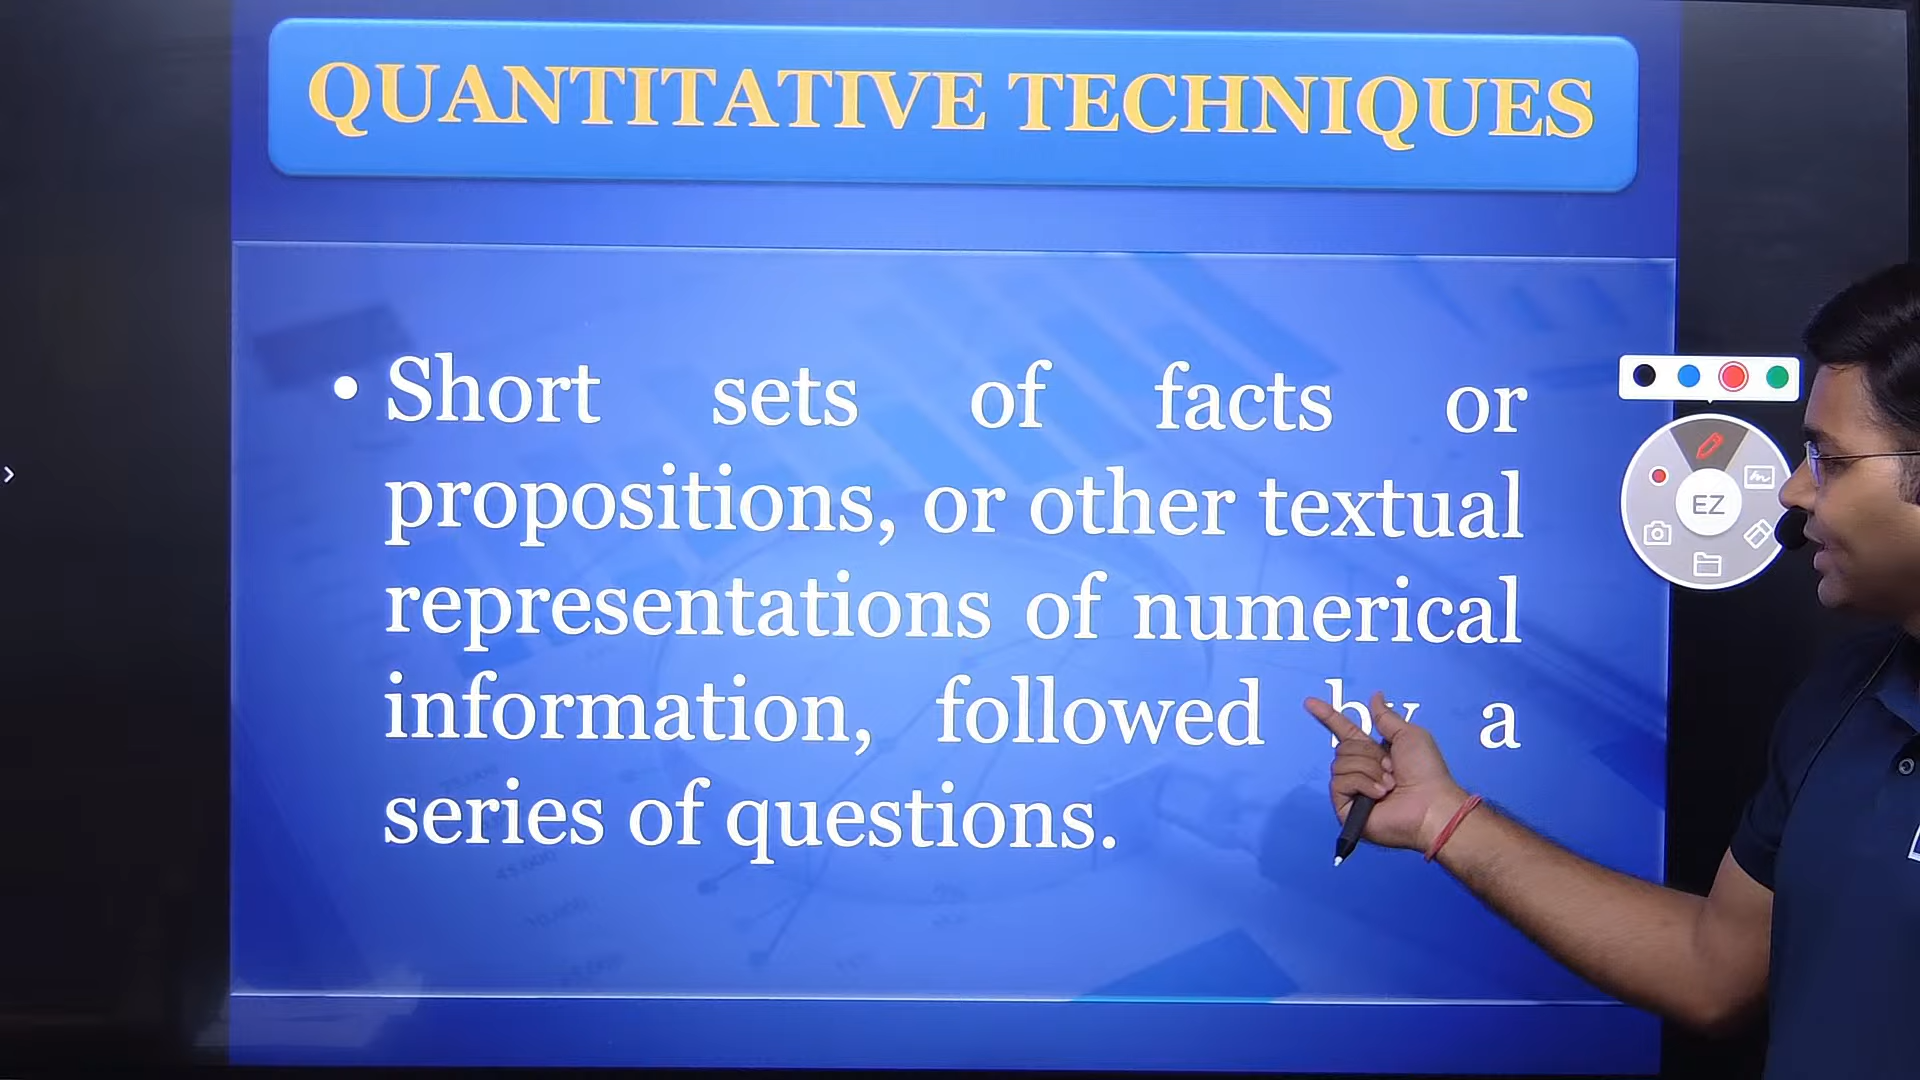 QUANTITATIVE TECHNIQUES
• Short sets of facts or
propositions, or other textual
representations of numerical
information, followed by a
series of questions.
EZ